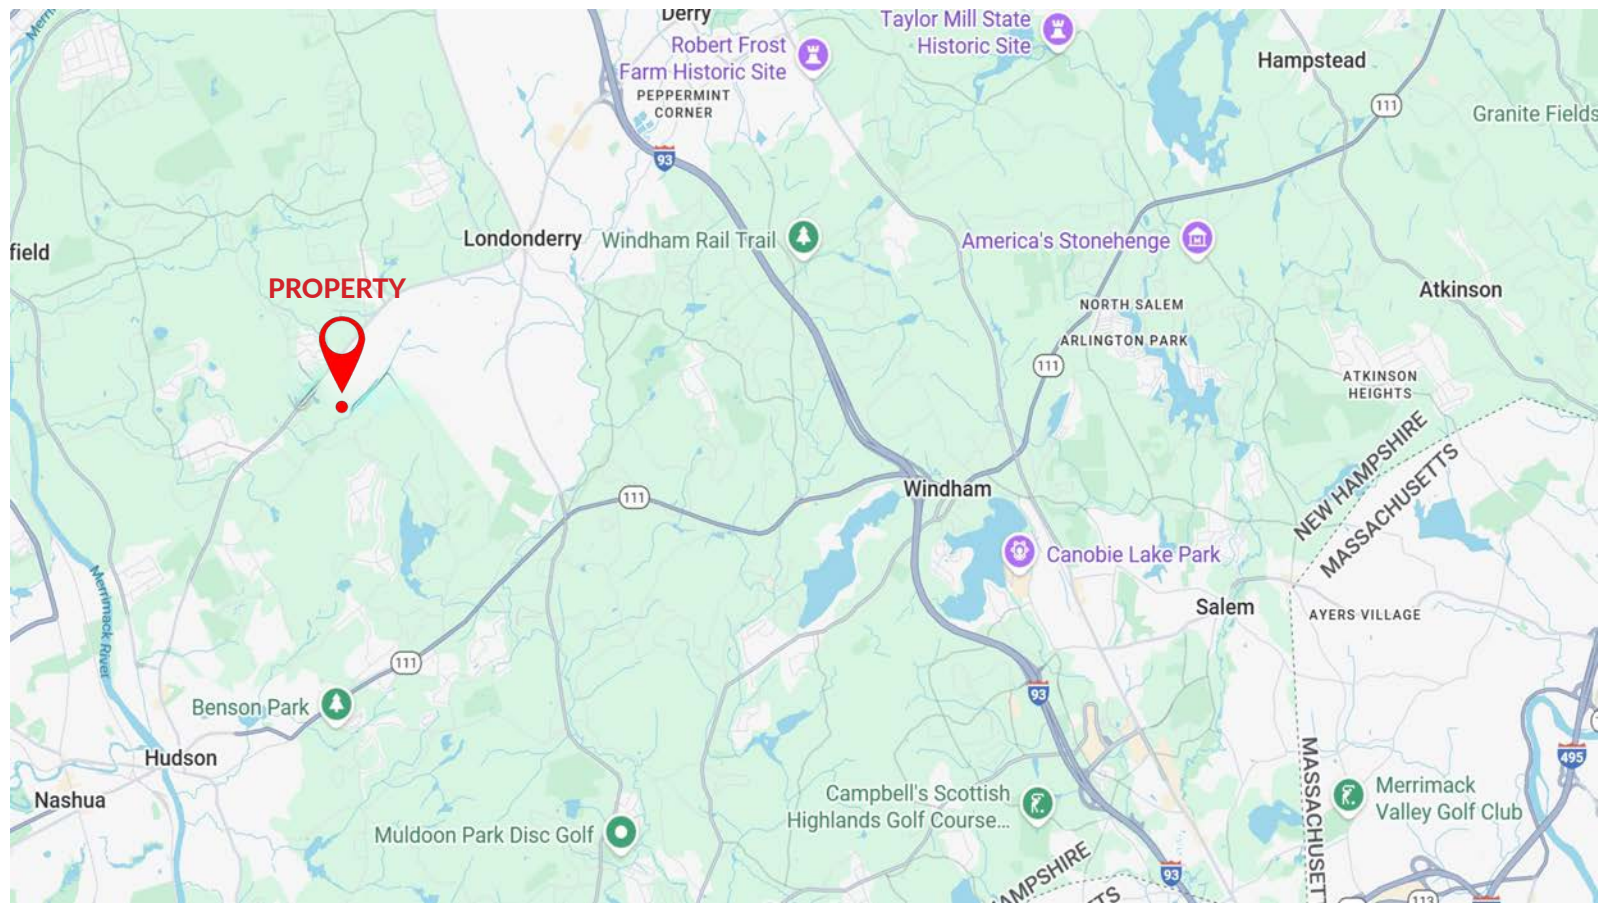 Derry
Taylor Mill State
Historic Site
Robert Frost
Farm Historic Site
PEPPERMINT
CORNER
Hampstead
111
Granite Fields
93
Londonderry
Windham Rail Trail
America's Stonehenge
field
PROPERTY
Atkinson
NORTH SALEM
ARLINGTON PARK
111
ATKINSON
HEIGHTS
NEW HAMPSHIRE
MASSACHUSETTS
111
Windham
Canobie Lake Park
Merrimack River
Salem
AYERS VILLAGE
111
Benson Park
93
Hudson
495
MASSACHUSETT
Nashua
Campbell's Scottish
Highlands Golf Course...
Merrimack
Valley Golf Club
Muldoon Park Disc Golf
93
AMPSHIRE
TTS
113